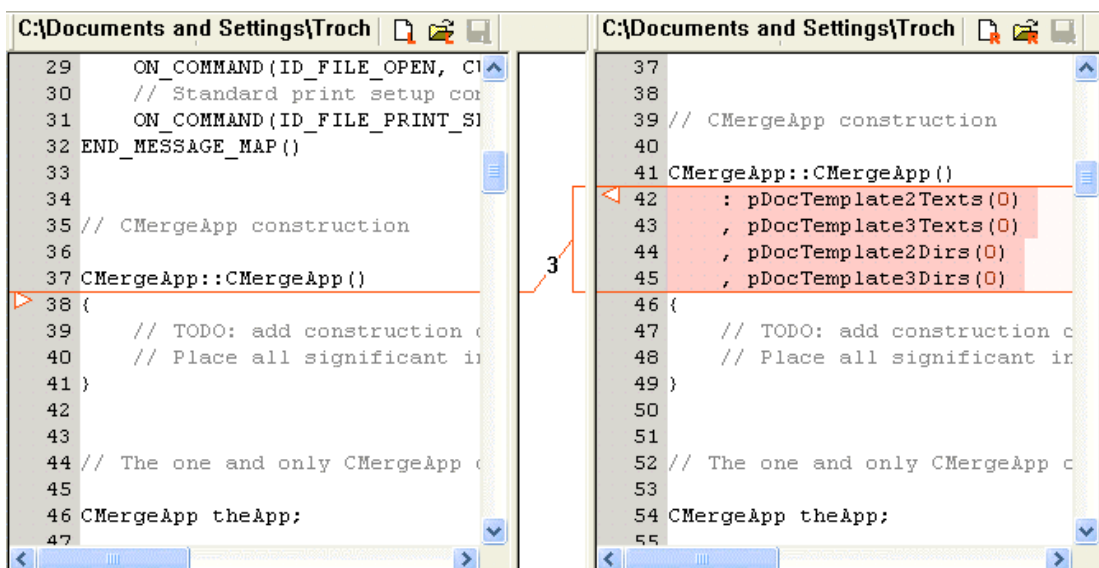 C:\Documents and Settings\Troch
29 ON_COMMAND(ID_FILE_OPEN,
30 // Standard print setup
31 ON_COMMAND(ID_FILE_PRINT_
32 END_MESSAGE_MAP()
33
34
35 // CMergeApp construction
36
37 CMergeApp::CMergeApp()
38 {
39 // TODO: add construction
40 // Place all significant
41 }
42
43
44 // The one and only CMergeApp
45
46 CMergeApp theApp;
47
3
C:\Documents and Settings\Troch
37
38
39 // CMergeApp construction
40
41 CMergeApp::CMergeApp()
42 : pDocTemplate2Texts(0)
43 , pDocTemplate3Texts(0)
44 , pDocTemplate2Dirs(0)
45 , pDocTemplate3Dirs(0)
46 {
47 // TODO: add construction c
48 // Place all significant
49 }
50
51
52 // The one and only CMergeApp c
53
54 CMergeApp theApp;
55